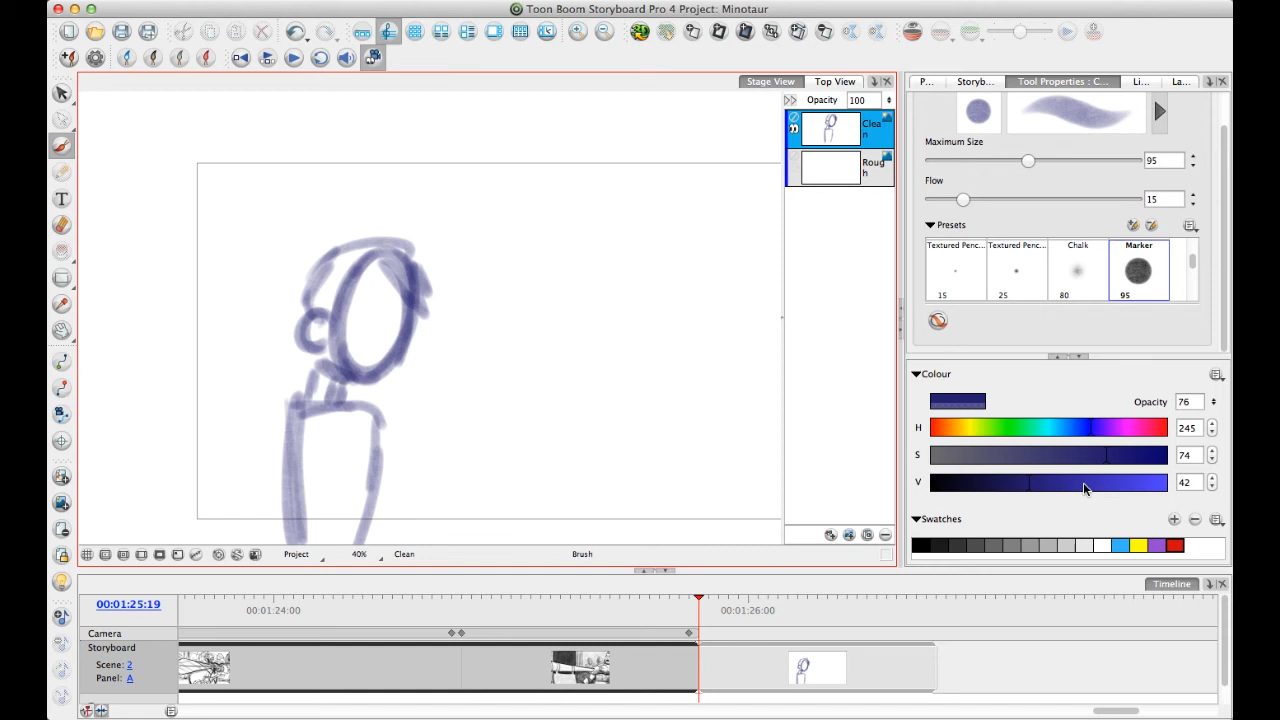 Toon Boom Storyboard Pro 4 Project: Minotaur
Stage View
Top View
Opacity 100
Clea
n
Roug
h
P...
Storyb...
Tool Properties : C...
Li...
La...
Maximum Size
95
Flow
15
Presets
Textured Penc...
Textured Penc...
Chalk
Marker
15
25
80
95
Colour
Opacity 76
H 245
S 74
V 42
Swatches
Project
40%
Clean
Brush
Timeline
00:01:25:19
00:01:24:00
00:01:26:00
Camera
Storyboard
Scene: 2
Panel: A